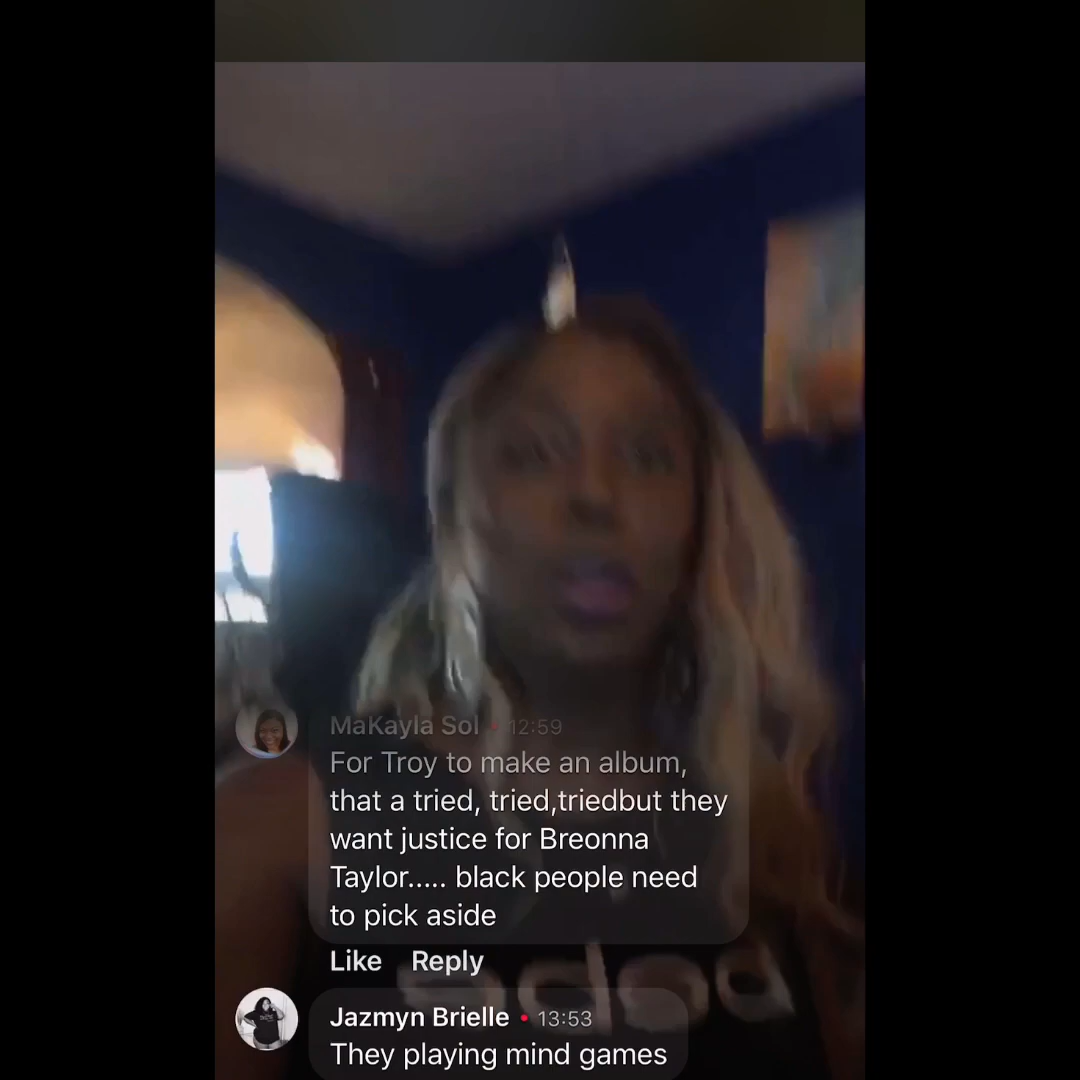 MaKayla Sol • 12:59
For Troy to make an album,
that a tried, tried,triedbut they
want justice for Breonna
Taylor..... black people need
to pick aside
Like Reply
Jazmyn Brielle • 13:53
They playing mind games